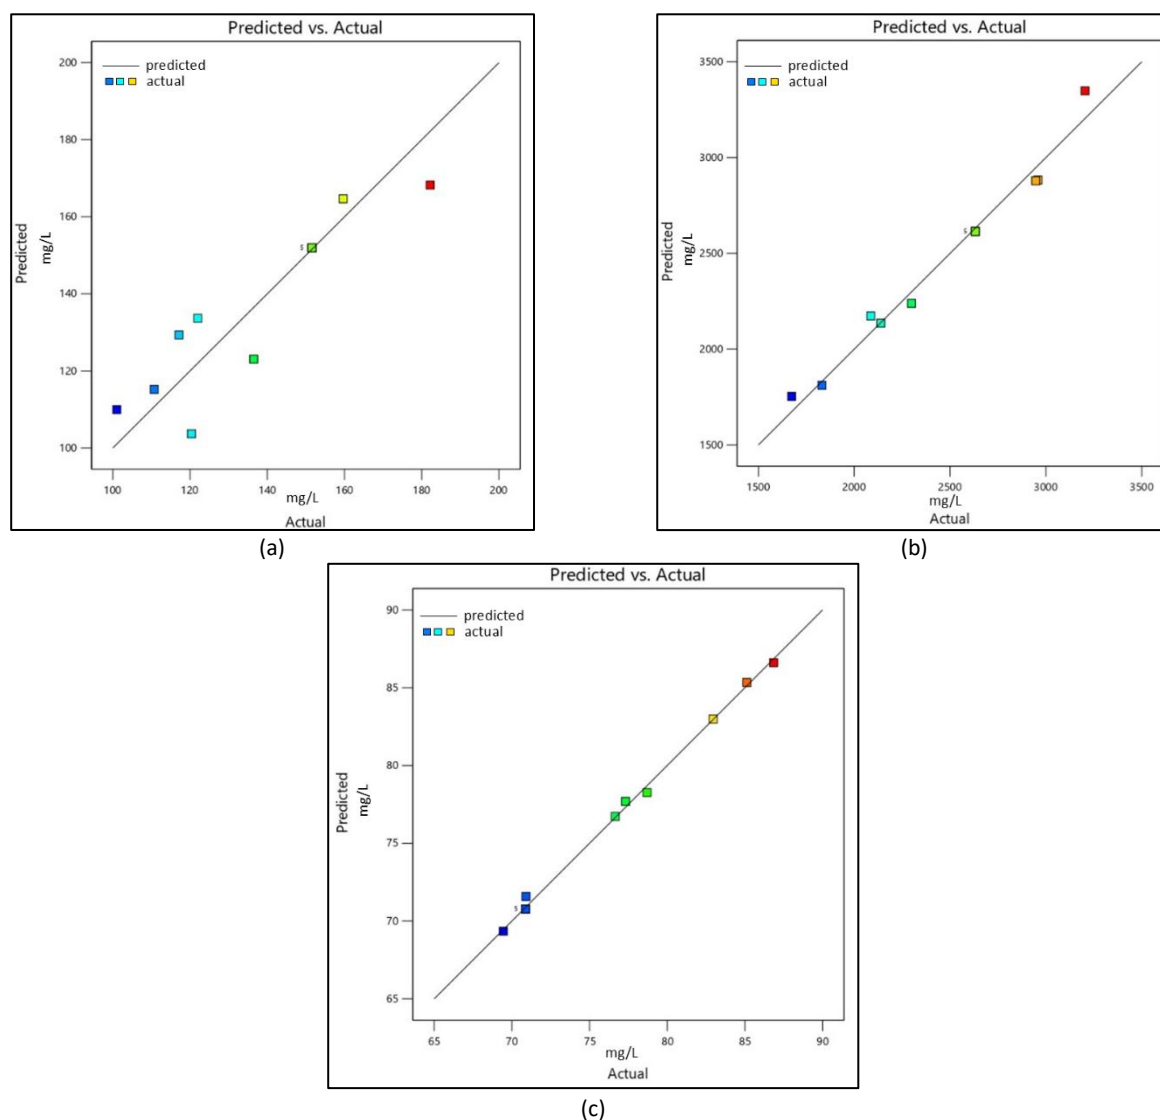 Predicted vs. Actual
predicted
actual
200
180
160
140
120
100
Predicted
mg/L
5
100 120 140 160 180 200
mg/L
Actual
(a)
Predicted vs. Actual
predicted
actual
3500
3000
2500
2000
1500
Predicted
mg/L
5
1500 2000 2500 3000 3500
mg/L
Actual
(b)
Predicted vs. Actual
predicted
actual
90
85
80
75
70
65
Predicted
mg/L
5
65 70 75 80 85 90
mg/L
Actual
(c)